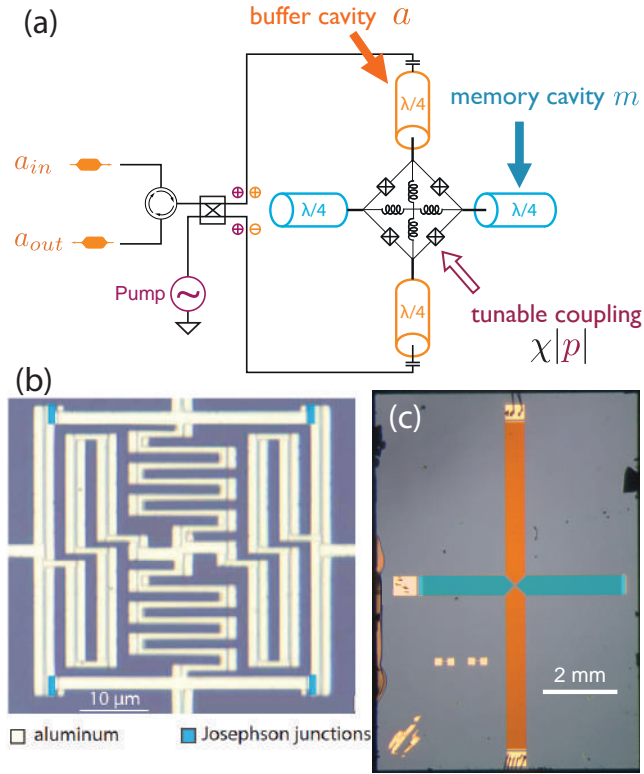 (a)
buffer cavity a
memory cavity m
λ/4
a_in
a_out
⊕ ⊕
⊕ ⊖
λ/4
λ/4
λ/4
Pump
~
tunable coupling
χ|p|
(b)
(c)
10 μm
2 mm
aluminum
Josephson junctions